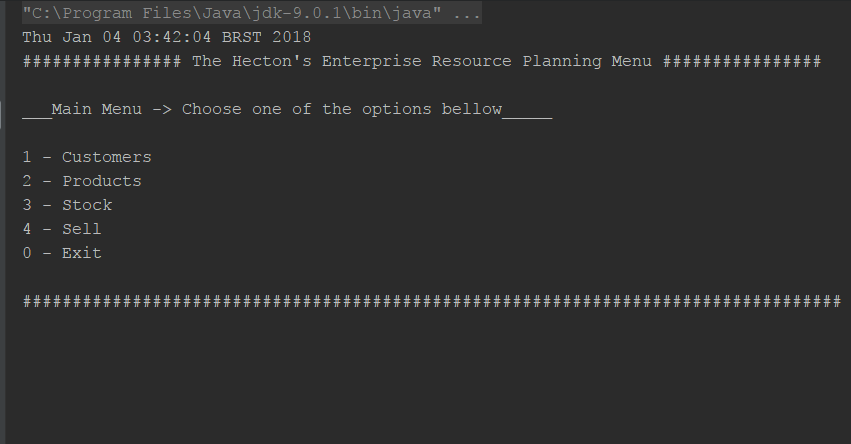 "C:\Program Files\Java\jdk-9.0.1\bin\java" ...
Thu Jan 04 03:42:04 BRST 2018
################ The Hecton's Enterprise Resource Planning Menu ################
___Main Menu -> Choose one of the options bellow_____
1 - Customers
2 - Products
3 - Stock
4 - Sell
0 - Exit
##################################################################################